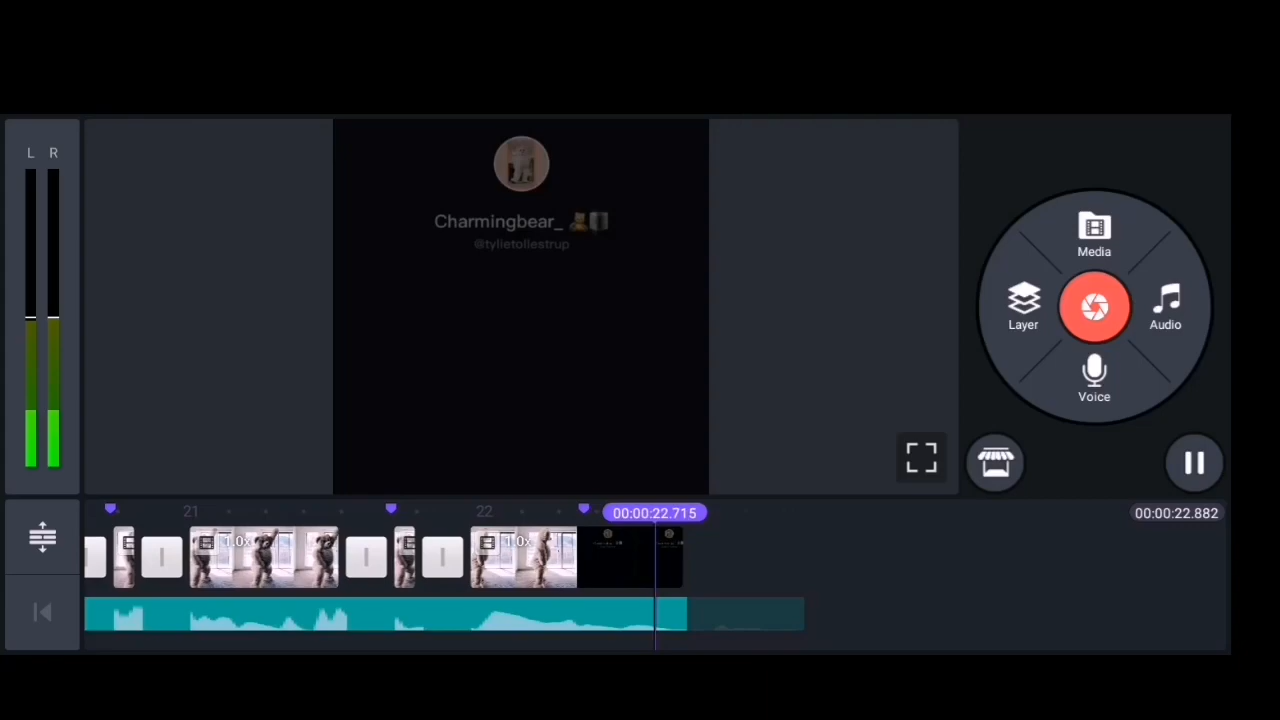 L R
Charmingbear_
@tylietollestrup
Media
Layer
Audio
Voice
21
22
00:00:22.715
00:00:22.882
1.0x
1.0x